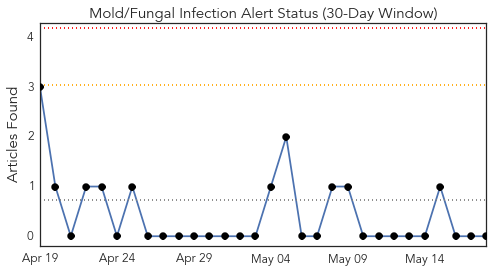 Mold/Fungal Infection Alert Status (30-Day Window)
Articles Found
4
3
2
1
0
Apr 19 Apr 24 Apr 29 May 04 May 09 May 14